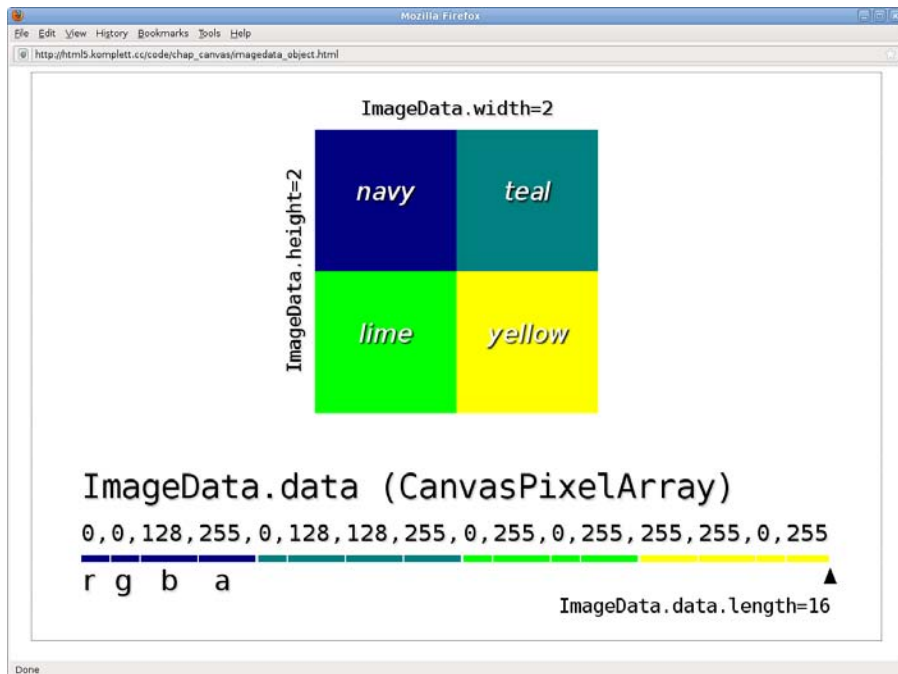 Mozilla Firefox
File Edit View History Bookmarks Tools Help
http://html5.komplett.cc/code/chap_canvas/imagedata_object.html
ImageData.width=2
ImageData.height=2
navy teal
lime yellow
ImageData.data (CanvasPixelArray)
0,0,128,255,0,128,128,255,0,255,0,255,255,255,0,255
r g b a
ImageData.data.length=16
Done